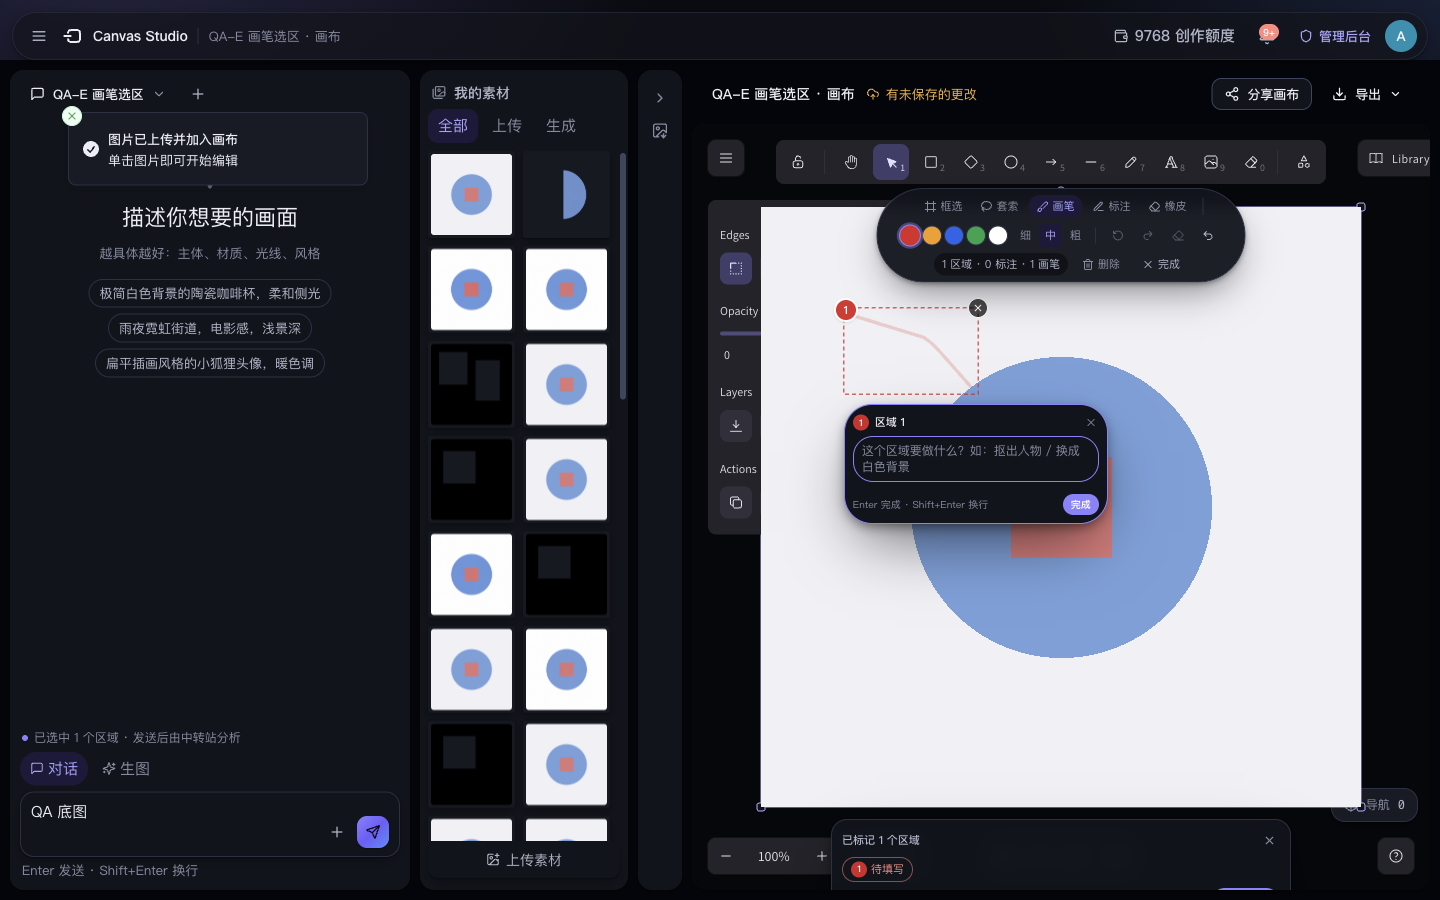 Canvas Studio
QA-E 画笔选区 · 画布
9768 创作额度
9+
管理后台
A
QA-E 画笔选区
图片已上传并加入画布
单击图片即可开始编辑
描述你想要的画面
越具体越好：主体、材质、光线、风格
极简白色背景的陶瓷咖啡杯，柔和侧光
雨夜霓虹街道，电影感，浅景深
扁平插画风格的小狐狸头像，暖色调
已选中 1 个区域 · 发送后由中转站分析
对话
生图
QA 底图
Enter 发送 · Shift+Enter 换行
我的素材
全部
上传
生成
上传素材
QA-E 画笔选区 · 画布
有未保存的更改
分享画布
导出
1
2
3
4
5
6
7
8
9
0
Library
框选
套索
画笔
标注
橡皮
细
中
粗
1 区域 · 0 标注 · 1 画笔
删除
完成
Edges
Opacity
0
Layers
Actions
1
1
区域 1
这个区域要做什么？如：抠出人物 / 换成
白色背景
Enter 完成 · Shift+Enter 换行
完成
导航 0
100%
已标记 1 个区域
1
待填写